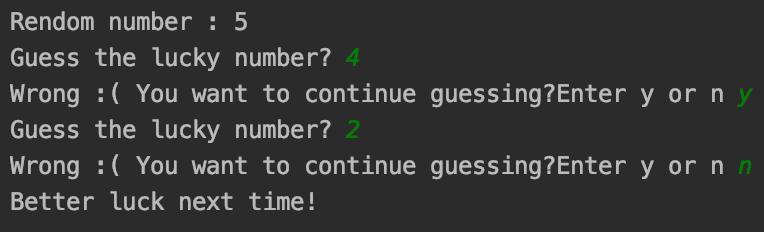 Rendom number : 5
Guess the lucky number? 4
Wrong :( You want to continue guessing?Enter y or n y
Guess the lucky number? 2
Wrong :( You want to continue guessing?Enter y or n n
Better luck next time!